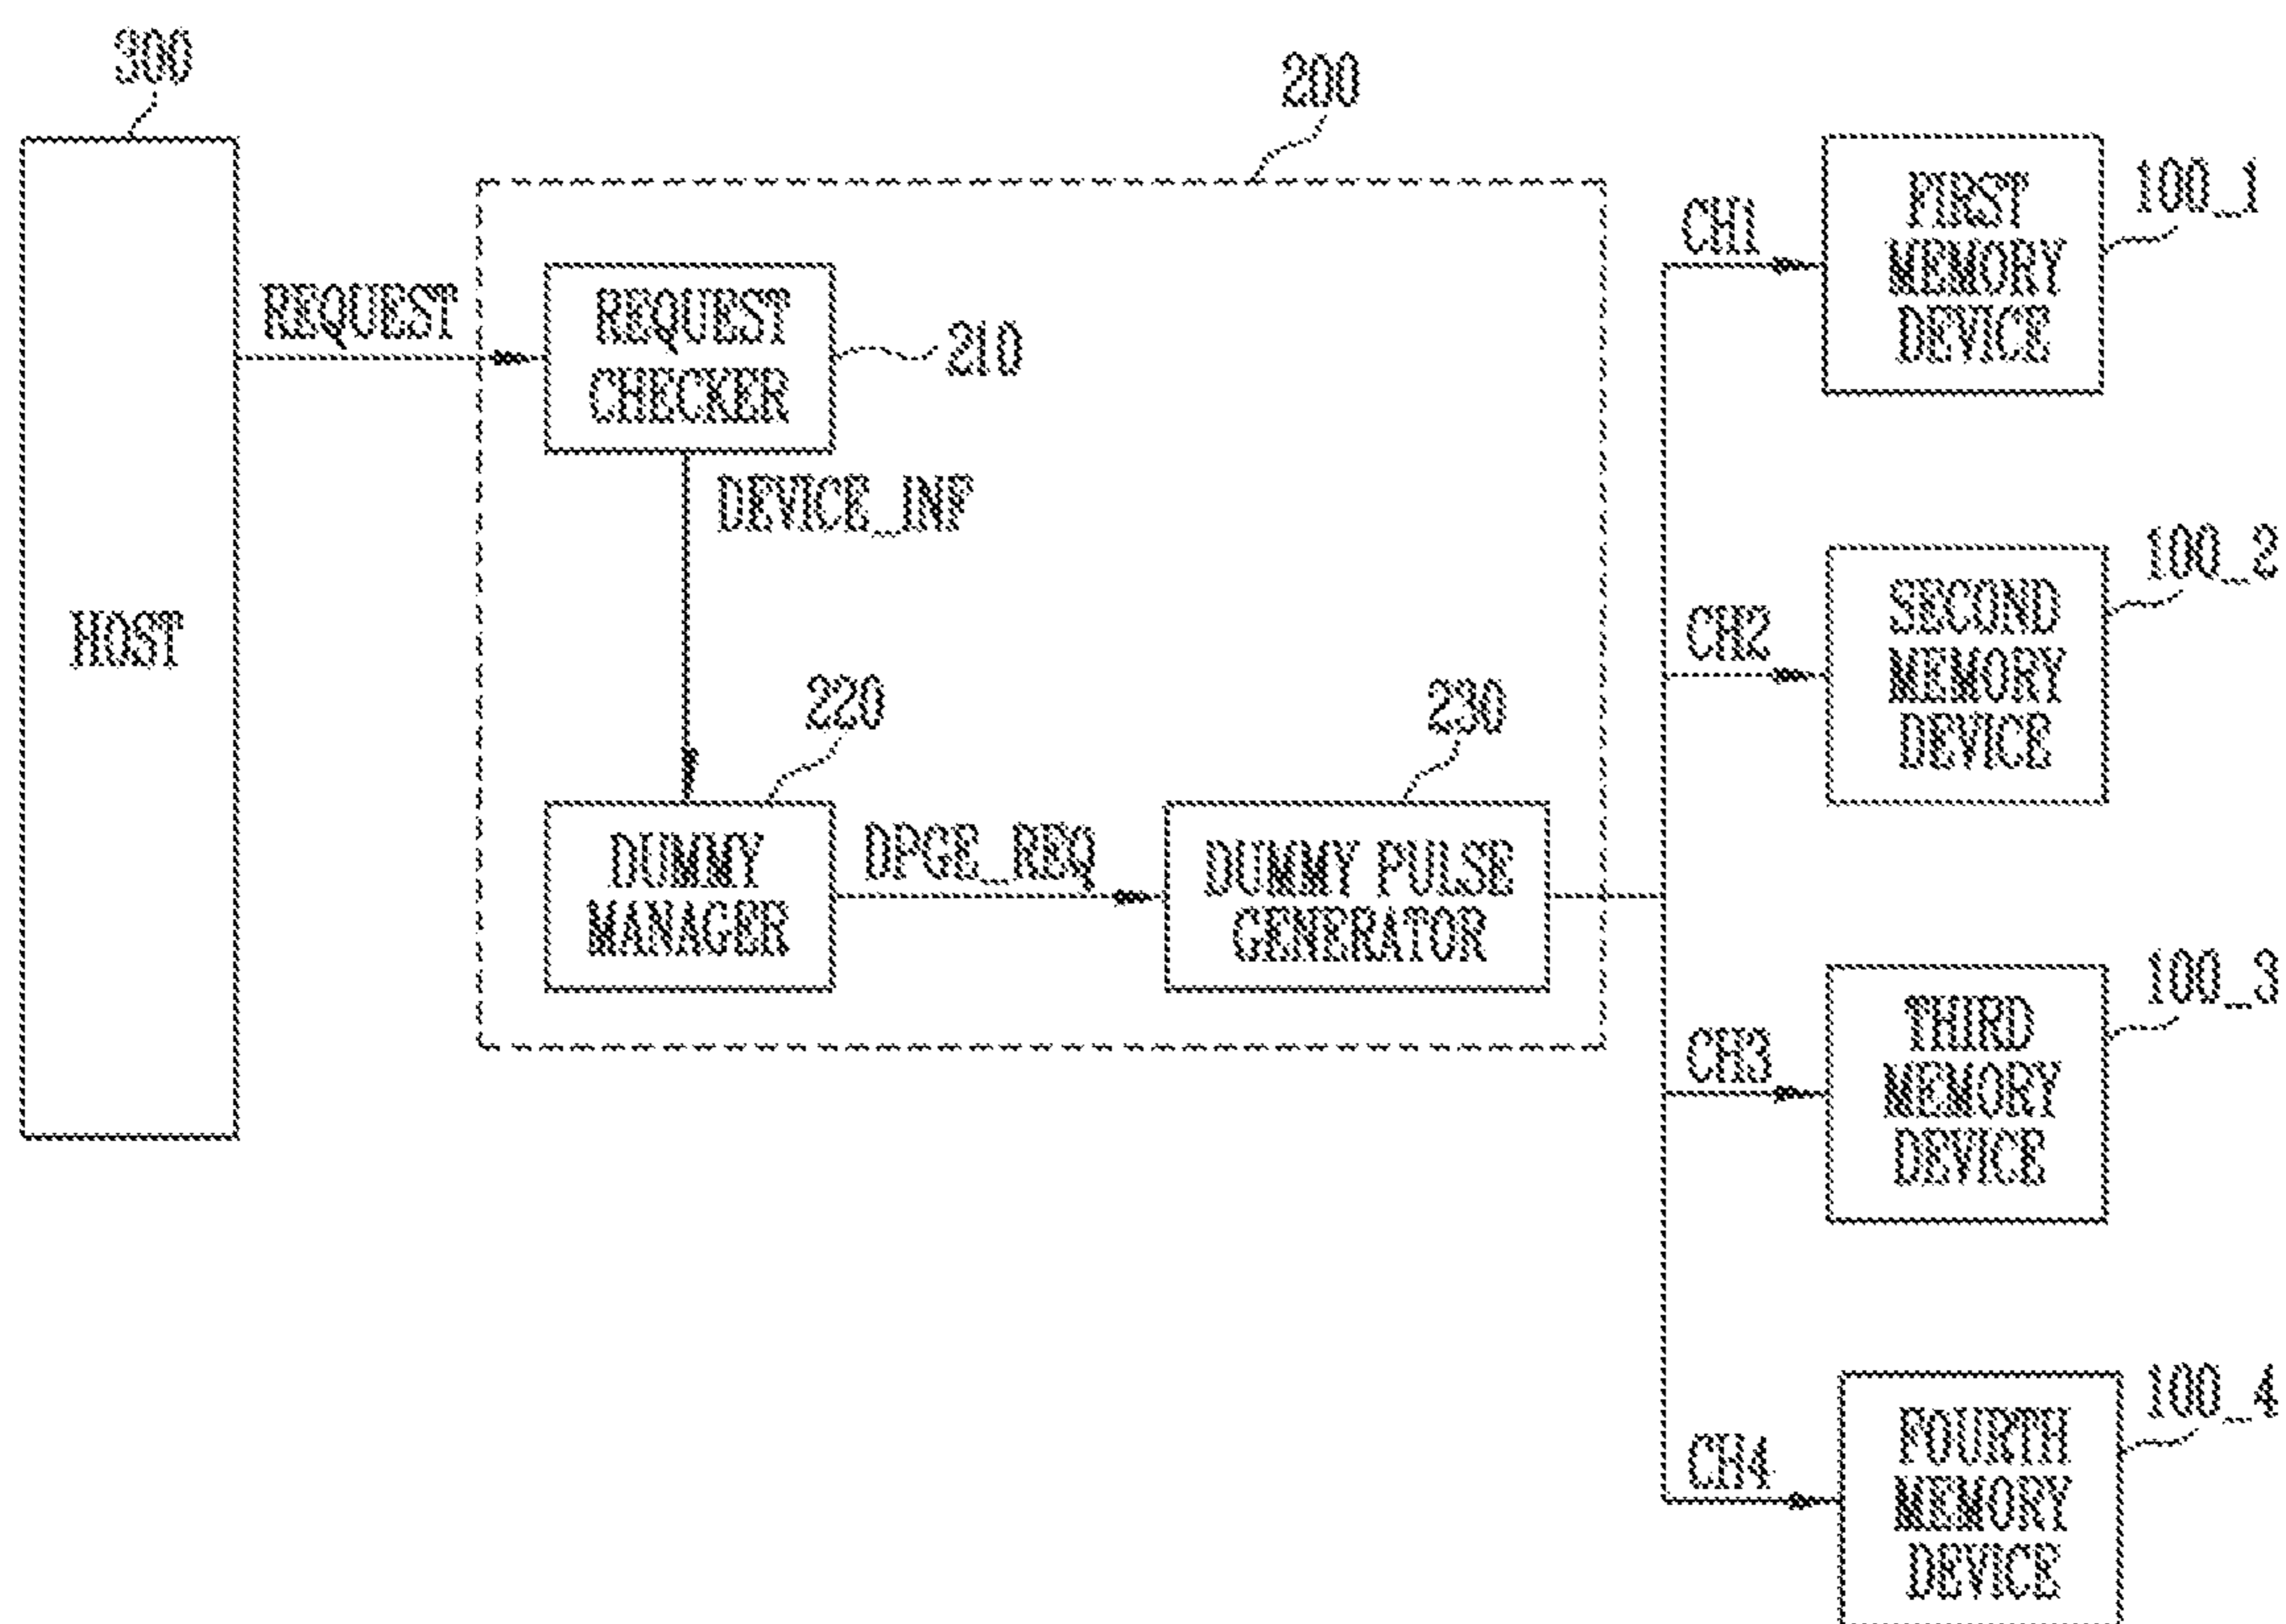 300
200
FIRST
MEMORY
DEVICE
100_1
CH1
REQUEST
REQUEST
CHECKER
210
DEVICE_INF
HOST
SECOND
MEMORY
DEVICE
100_2
CH2
220
230
DUMMY
MANAGER
DPGE_REQ
DUMMY PULSE
GENERATOR
THIRD
MEMORY
DEVICE
100_3
CH3
FOURTH
MEMORY
DEVICE
100_4
CH4